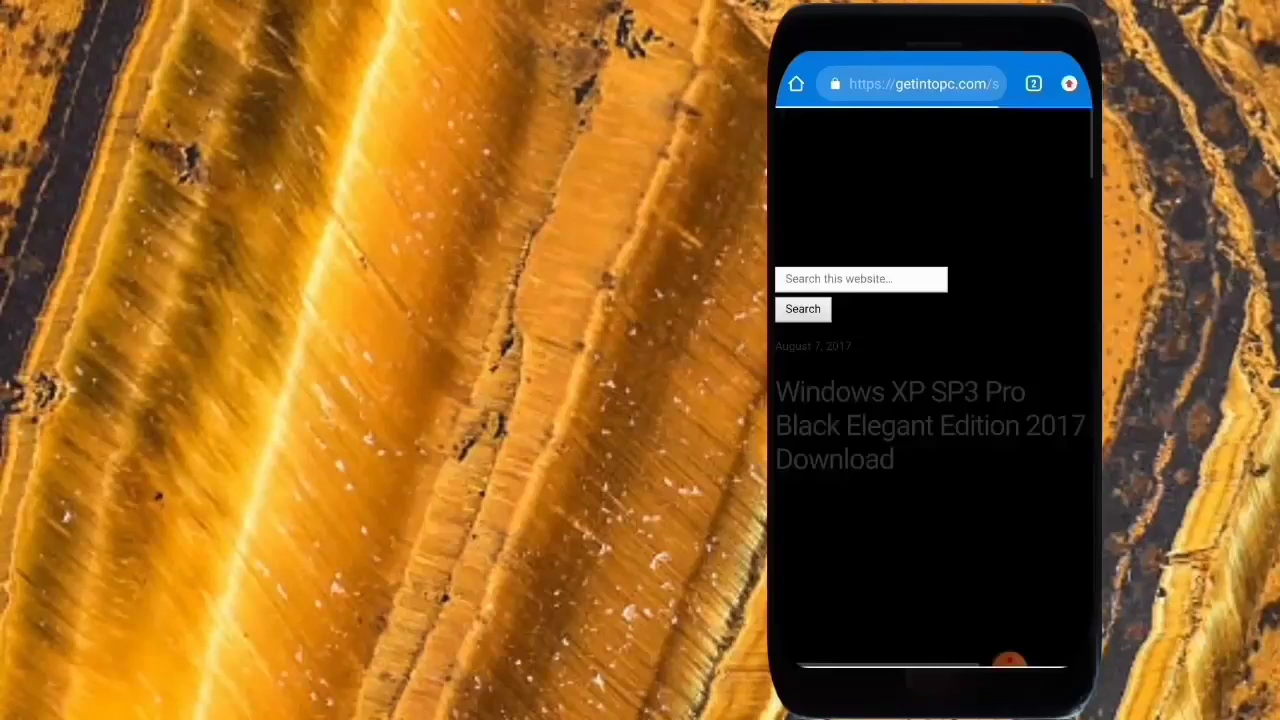 https://getintopc.com/s
2
Search this website...
Search
August 7, 2017
Windows XP SP3 Pro
Black Elegant Edition 2017
Download